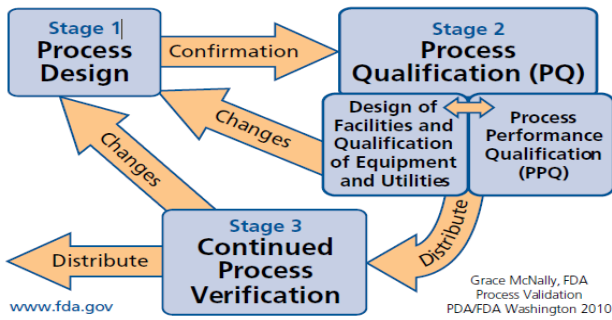 Stage 1
Process
Design
Confirmation
Stage 2
Process
Qualification (PQ)
Design of
Facilities and
Qualification
of Equipment
and Utilities
Process
Performance
Qualification
(PPQ)
Changes
Changes
Distribute
Stage 3
Continued
Process
Verification
Distribute
www.fda.gov
Grace McNally, FDA
Process Validation
PDA/FDA Washington 2010